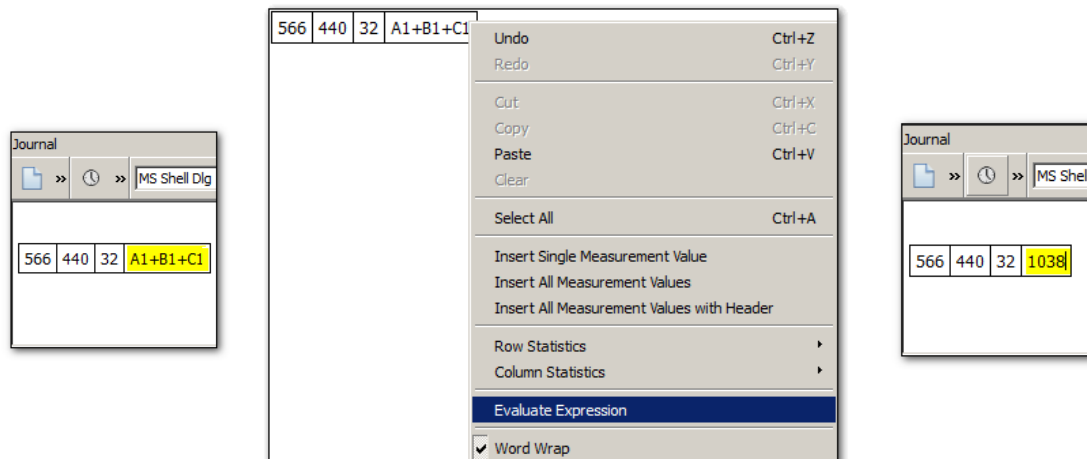 Journal
» » MS Shell Dlg
566 440 32 A1+B1+C1
566 440 32 A1+B1+C1
Undo Ctrl+Z
Redo Ctrl+Y
Cut Ctrl+X
Copy Ctrl+C
Paste Ctrl+V
Clear
Select All Ctrl+A
Insert Single Measurement Value
Insert All Measurement Values
Insert All Measurement Values with Header
Row Statistics
Column Statistics
Evaluate Expression
Word Wrap
Journal
» » MS Shel
566 440 32 1038